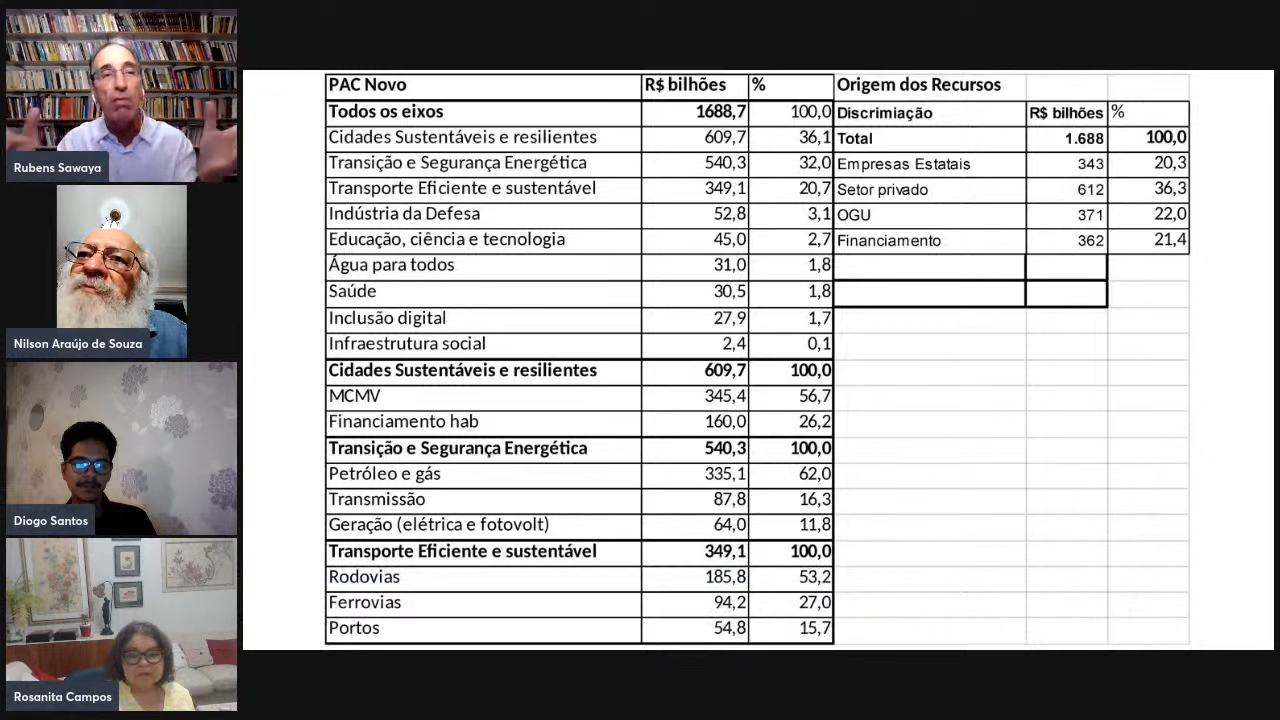 Rubens Sawaya
Nilson Araújo de Souza
Diogo Santos
Rosanita Campos
PAC Novo R$ bilhões % Origem dos Recursos
Todos os eixos 1688,7 100,0 Discrimiação R$ bilhões %
Cidades Sustentáveis e resilientes 609,7 36,1 Total 1.688 100,0
Transição e Segurança Energética 540,3 32,0 Empresas Estatais 343 20,3
Transporte Eficiente e sustentável 349,1 20,7 Setor privado 612 36,3
Indústria da Defesa 52,8 3,1 OGU 371 22,0
Educação, ciência e tecnologia 45,0 2,7 Financiamento 362 21,4
Água para todos 31,0 1,8
Saúde 30,5 1,8
Inclusão digital 27,9 1,7
Infraestrutura social 2,4 0,1
Cidades Sustentáveis e resilientes 609,7 100,0
MCMV 345,4 56,7
Financiamento hab 160,0 26,2
Transição e Segurança Energética 540,3 100,0
Petróleo e gás 335,1 62,0
Transmissão 87,8 16,3
Geração (elétrica e fotovolt) 64,0 11,8
Transporte Eficiente e sustentável 349,1 100,0
Rodovias 185,8 53,2
Ferrovias 94,2 27,0
Portos 54,8 15,7